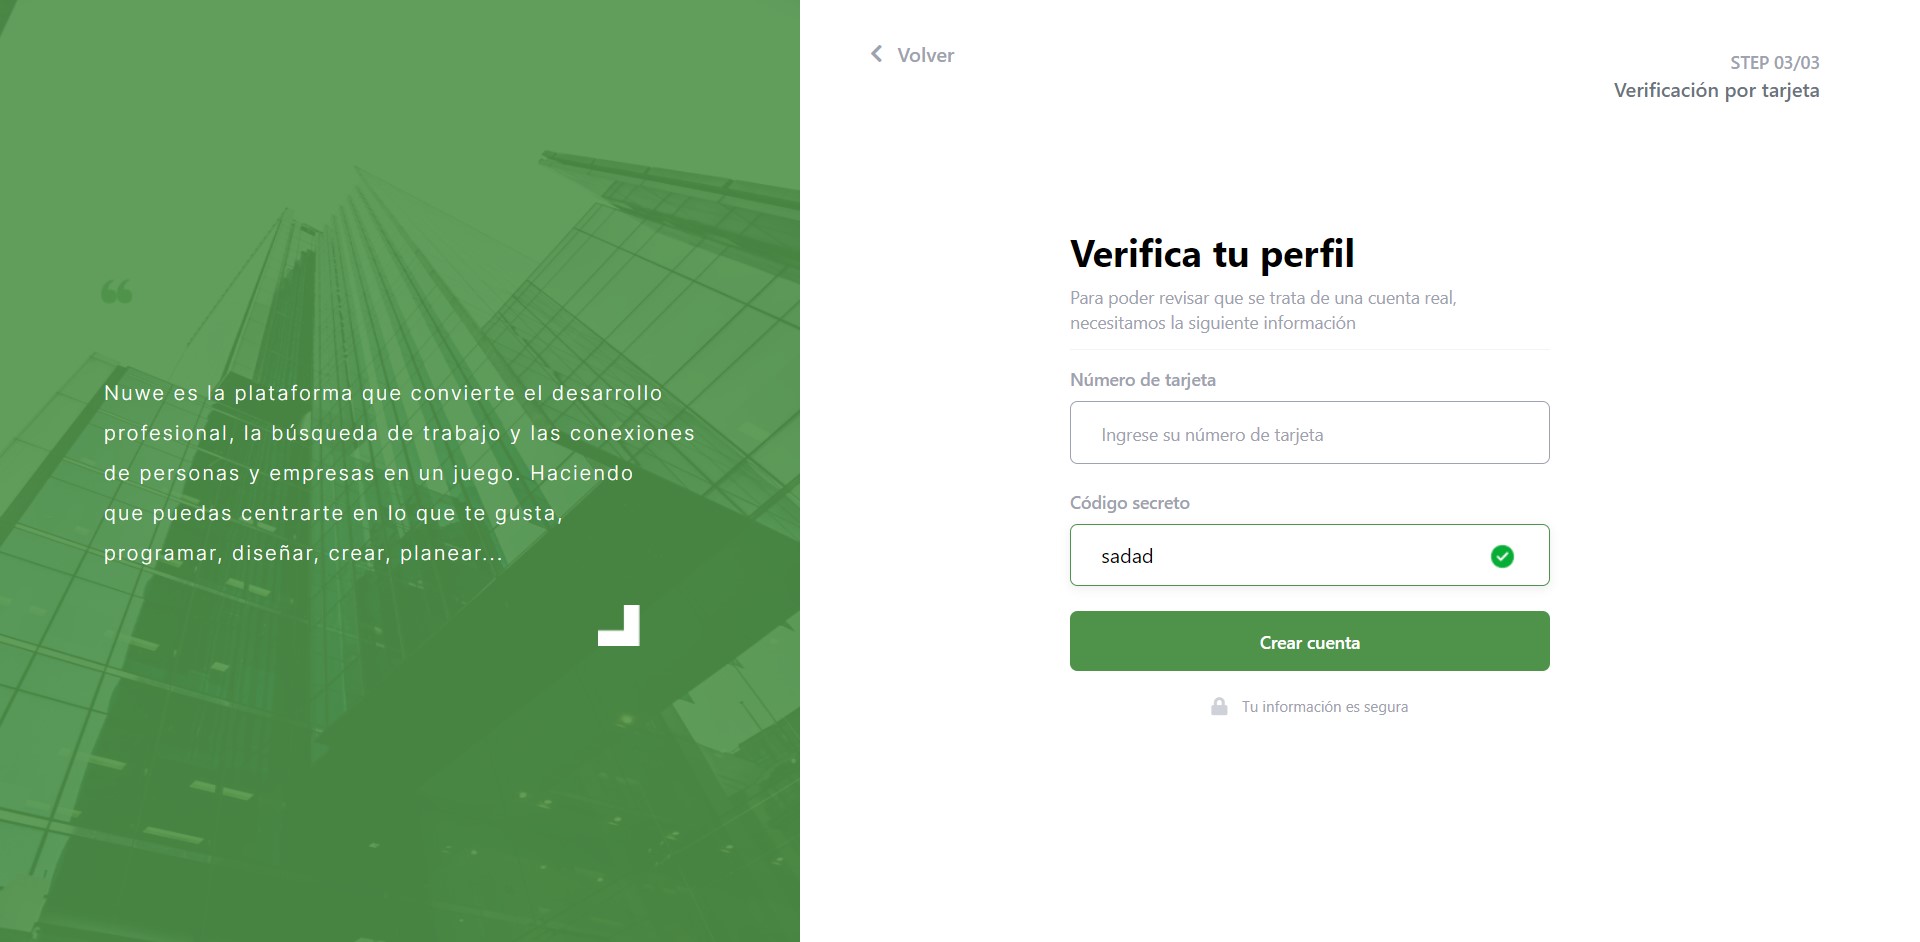 Volver
STEP 03/03
Verificación por tarjeta
“
Nuwe es la plataforma que convierte el desarrollo
profesional, la búsqueda de trabajo y las conexiones
de personas y empresas en un juego. Haciendo
que puedas centrarte en lo que te gusta,
programar, diseñar, crear, planear...
Verifica tu perfil
Para poder revisar que se trata de una cuenta real,
necesitamos la siguiente información
Número de tarjeta
Ingrese su número de tarjeta
Código secreto
sadad
Crear cuenta
Tu información es segura